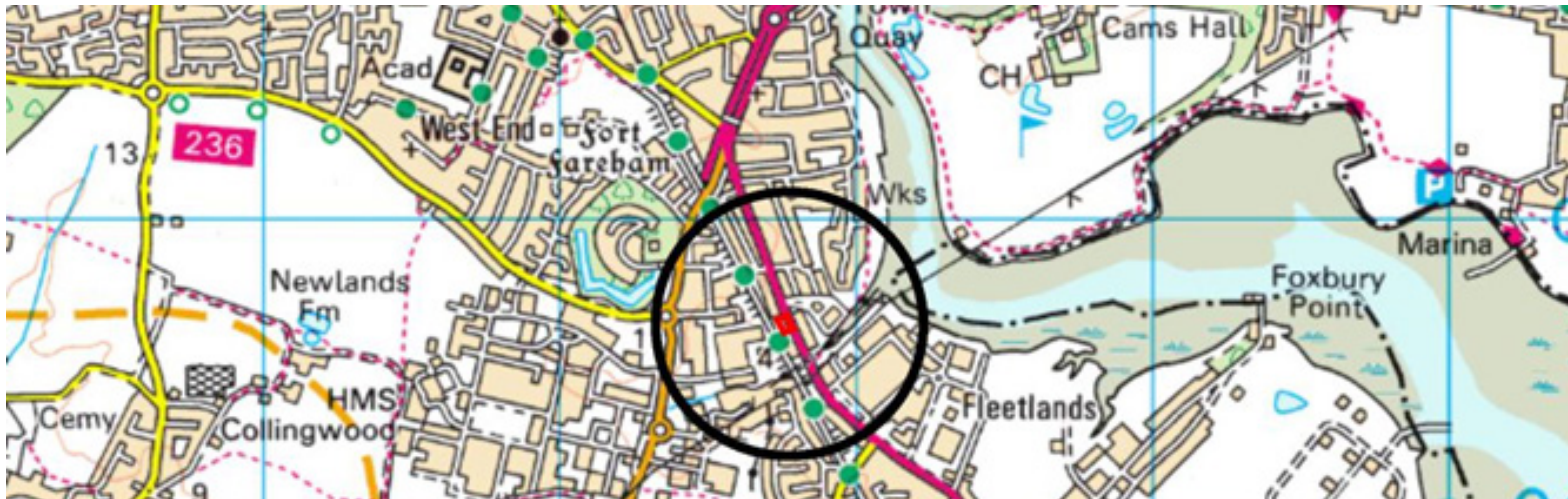 Quay
Cams Hall
CH
Acad
West End
Fort
Fareham
236
13
Wks
Marina
Newlands
Fm
Foxbury
Point
1
4
HMS
Collingwood
Cemy
Fleetlands
9
P